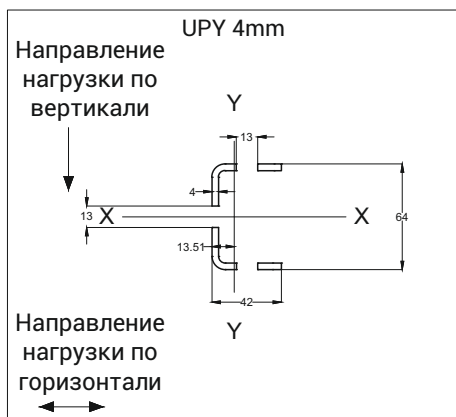 UPY 4mm
Направление
нагрузки по
вертикали
Y
13
4
13
X
X
64
13.51
42
Y
Направление
нагрузки по
горизонтали